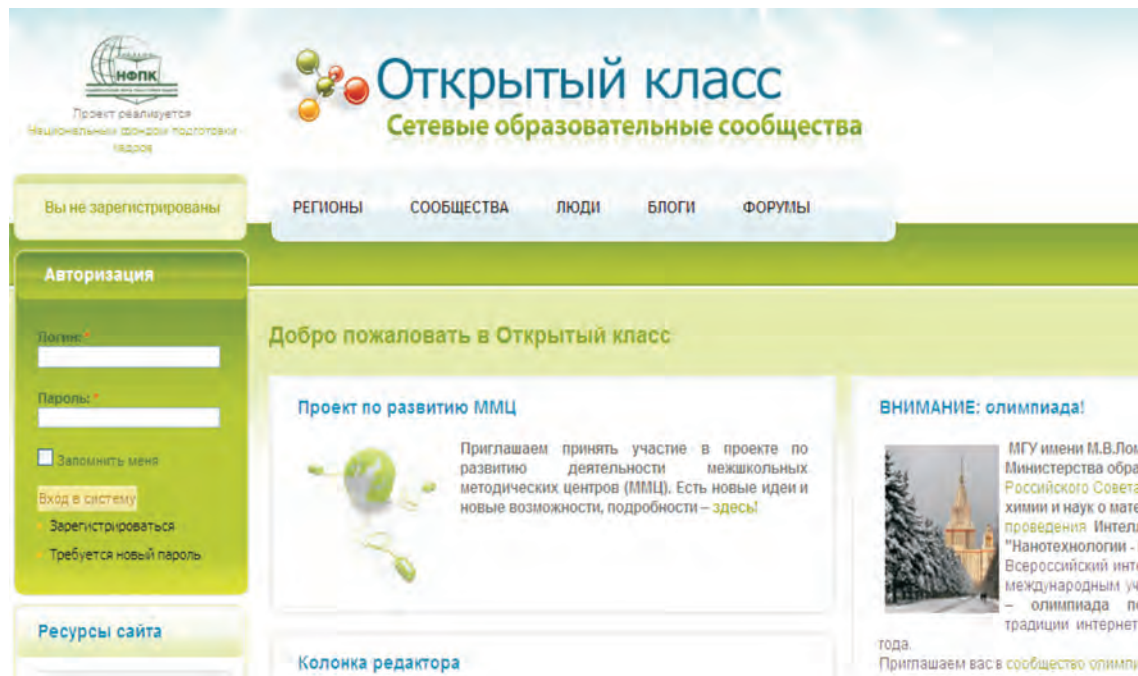 НФПК
Проект реализуется
Национальным фондом подготовки
кадров
Открытый класс
Сетевые образовательные сообщества
Вы не зарегистрированы
РЕГИОНЫ СООБЩЕСТВА ЛЮДИ БЛОГИ ФОРУМЫ
Авторизация
Логин: *
Пароль: *
Запомнить меня
Вход в систему
Зарегистрироваться
Требуется новый пароль
Ресурсы сайта
Добро пожаловать в Открытый класс
Проект по развитию ММЦ
Приглашаем принять участие в проекте по
развитию деятельности межшкольных
методических центров (ММЦ). Есть новые идеи и
новые возможности, подробности – здесь!
Колонка редактора
ВНИМАНИЕ: олимпиада!
МГУ имени М.В.Лом
Министерства обра
Российского Совета
химии и наук о мате
проведения Интелл
"Нанотехнологии -
Всероссийский инте
международным уч
– олимпиада по
традиции интернет
года.
Приглашаем вас в сообщество олимпи